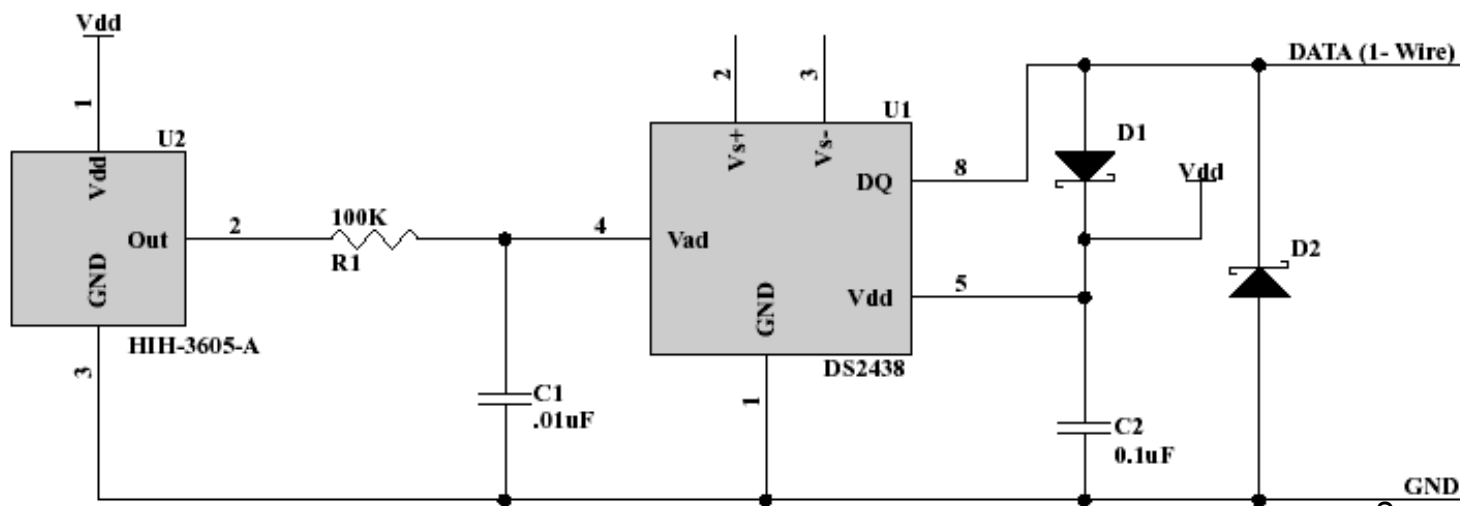 Vdd
1
U2
Vdd
Out
GND
HIH-3605-A
3
2
100K
R1
C1
.01uF
4
2
3
U1
Vs+
Vs-
DQ
Vad
Vdd
GND
DS2438
1
8
5
D1
Vdd
D2
C2
0.1uF
DATA (1- Wire)
GND